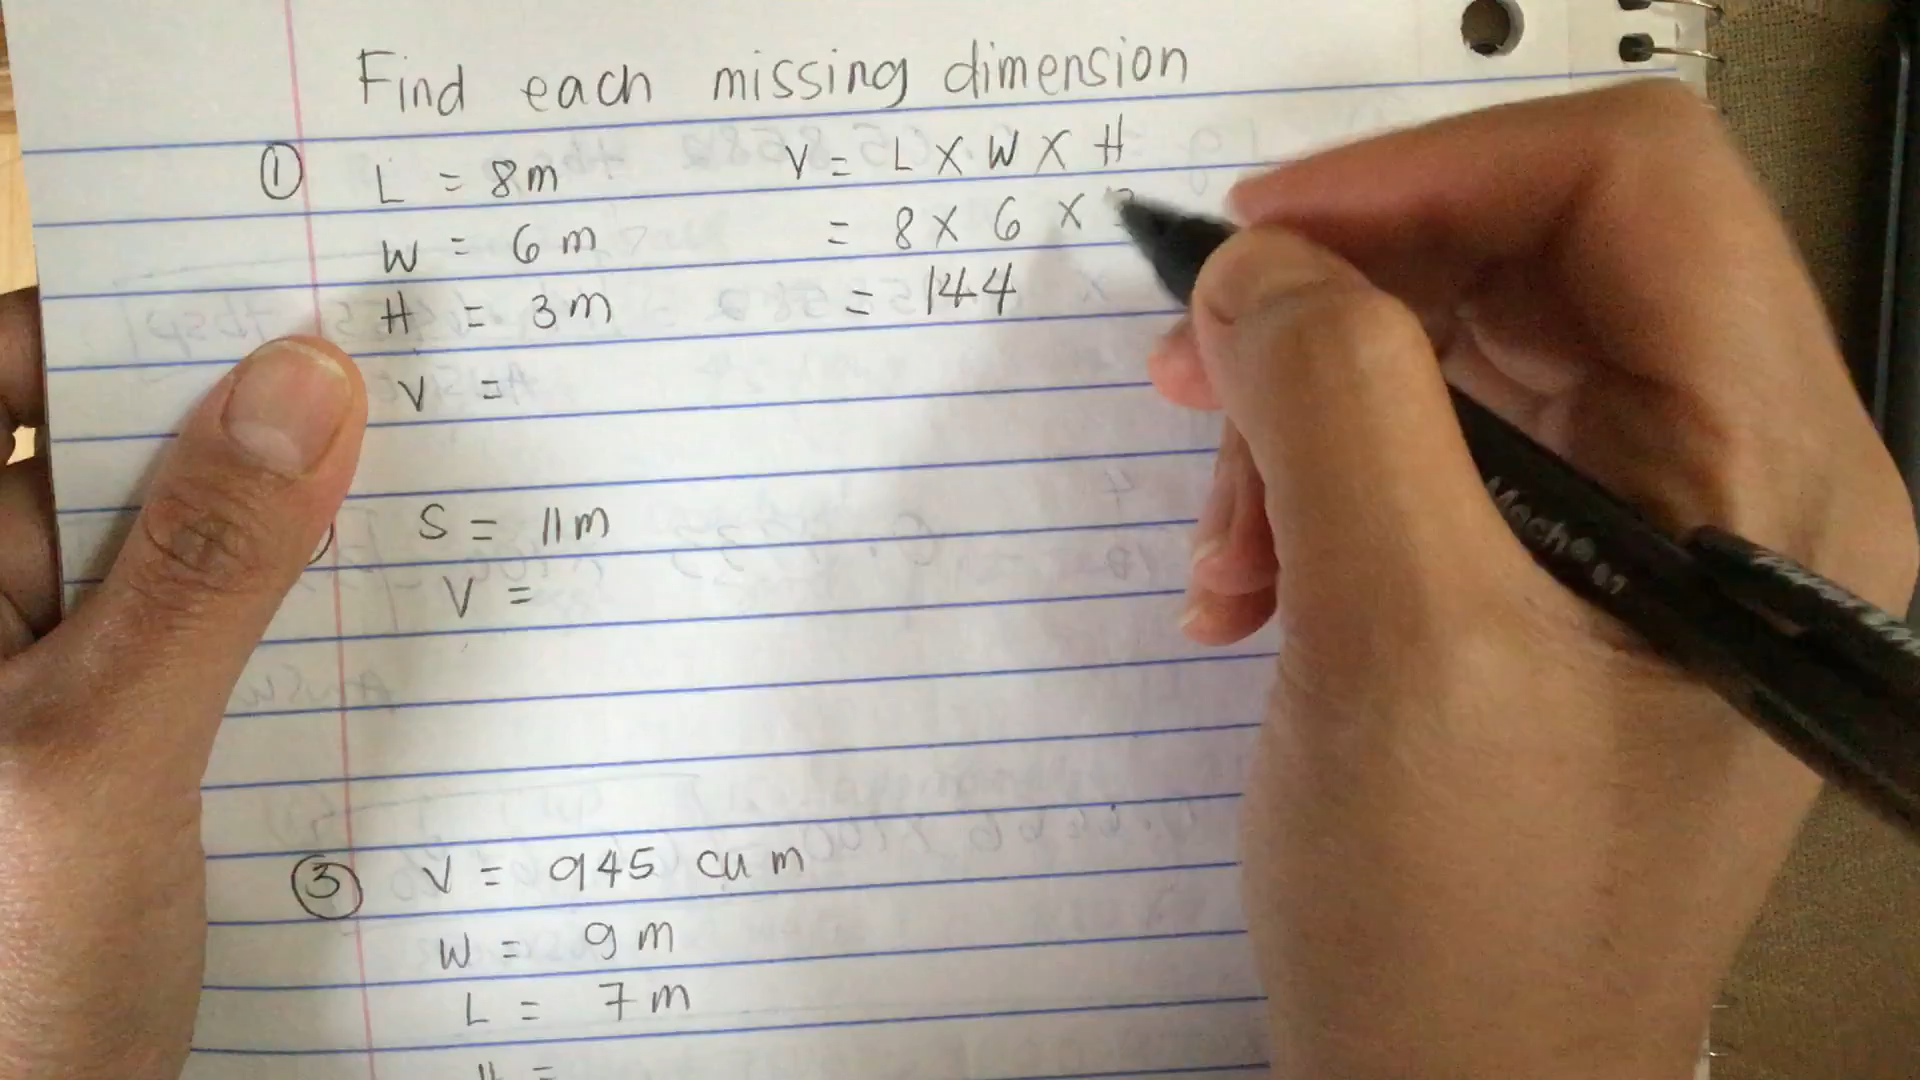 Find each missing dimension
① L = 8m
W = 6m
H = 3m
V =
V = L X W X H
= 8 X 6 X
= 144
S = 11m
V =
③ V = 945 cu m
W = 9m
L = 7m
H =